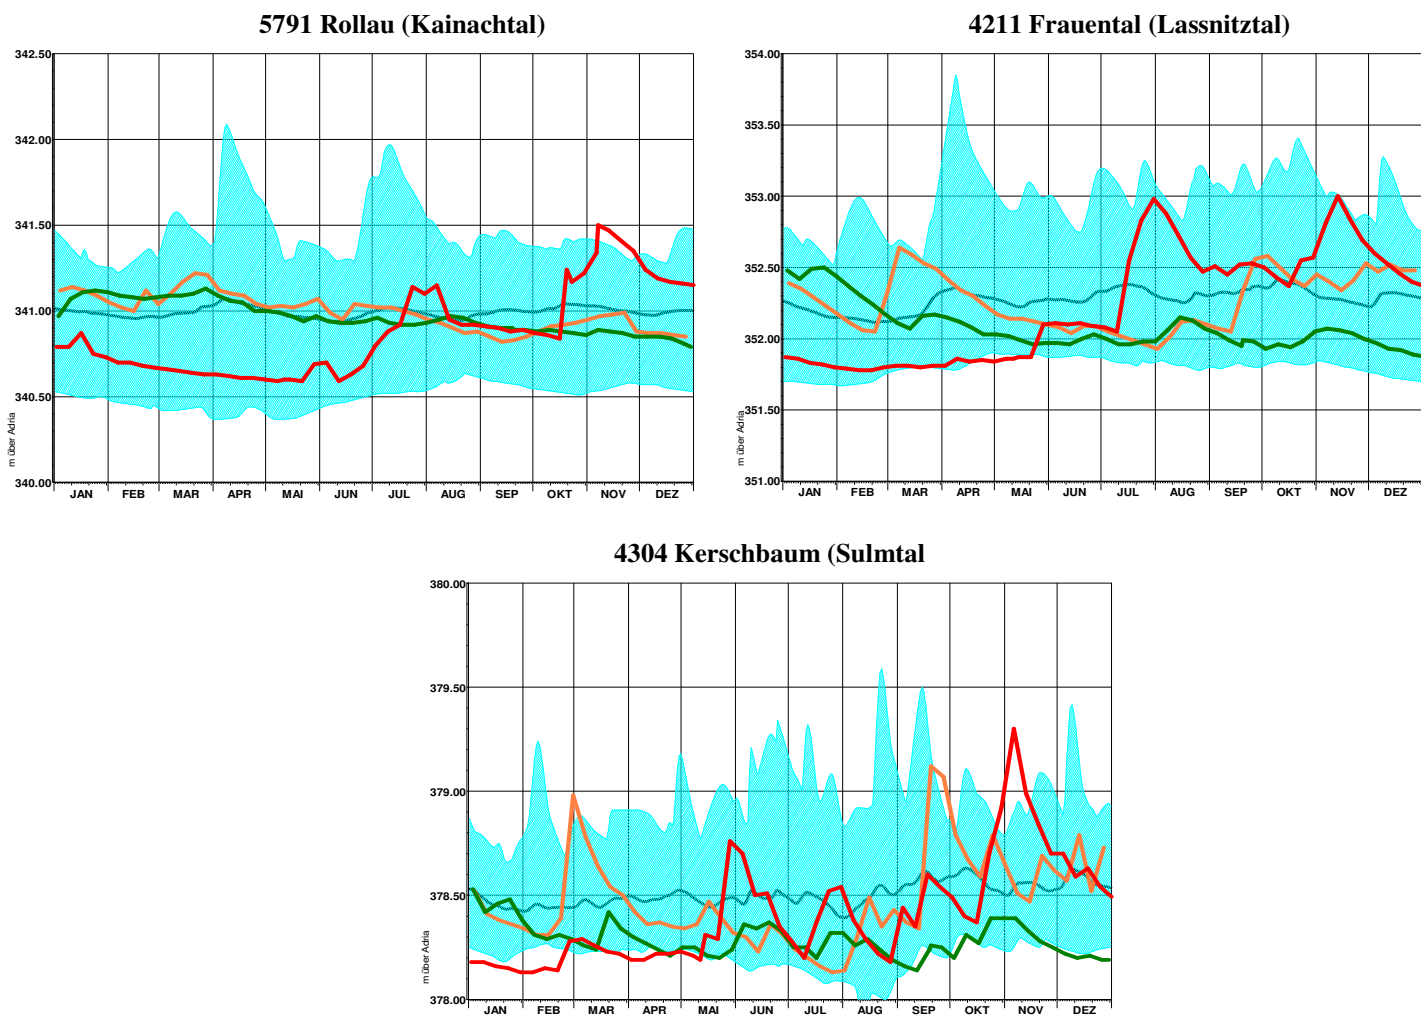 5791 Rollau (Kainachtal)
342.50
342.00
341.50
341.00
340.50
340.00
m über Adria
JAN FEB MAR APR MAI JUN JUL AUG SEP OKT NOV DEZ
4211 Frauental (Lassnitztal)
354.00
353.50
353.00
352.50
352.00
351.50
351.00
m über Adria
JAN FEB MAR APR MAI JUN JUL AUG SEP OKT NOV DEZ
4304 Kerschbaum (Sulmtal
380.00
379.50
379.00
378.50
378.00
m über Adria
JAN FEB MAR APR MAI JUN JUL AUG SEP OKT NOV DEZ